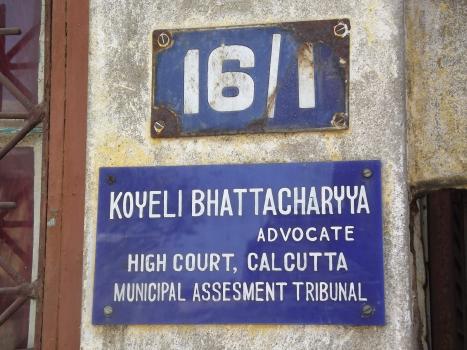 16/1
KOYELI BHATTACHARYYA
ADVOCATE
HIGH COURT, CALCUTTA
MUNICIPAL ASSESMENT TRIBUNAL